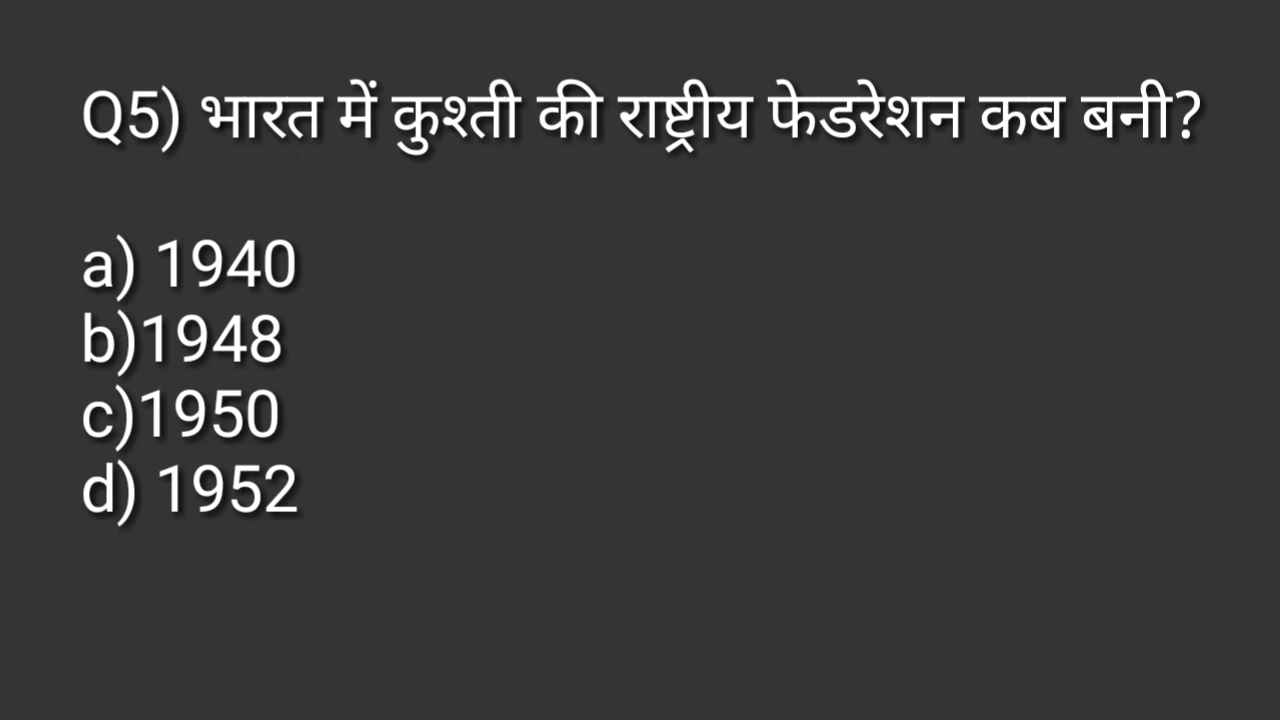 Q5) भारत में कुश्ती की राष्ट्रीय फेडरेशन कब बनी?
a) 1940
b)1948
c)1950
d) 1952